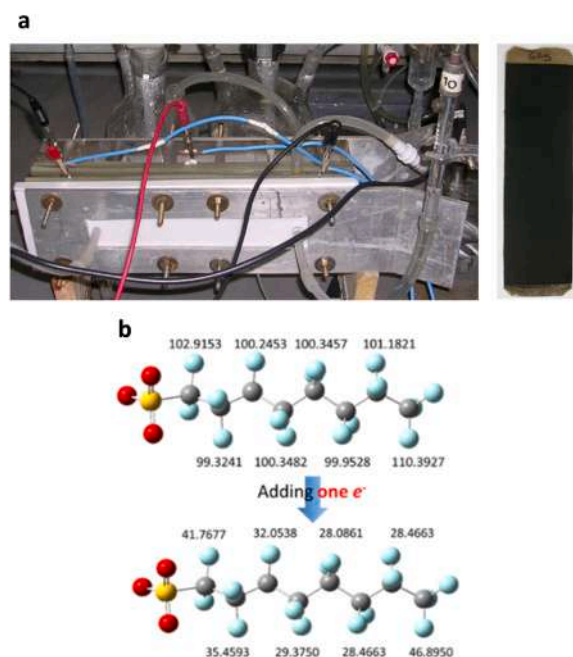 a
TO
b
102.9153 100.2453 100.3457 101.1821
99.3241 100.3482 99.9528 110.3927
Adding one e-
41.7677 32.0538 28.0861 28.4663
35.4593 29.3750 28.4663 46.8950